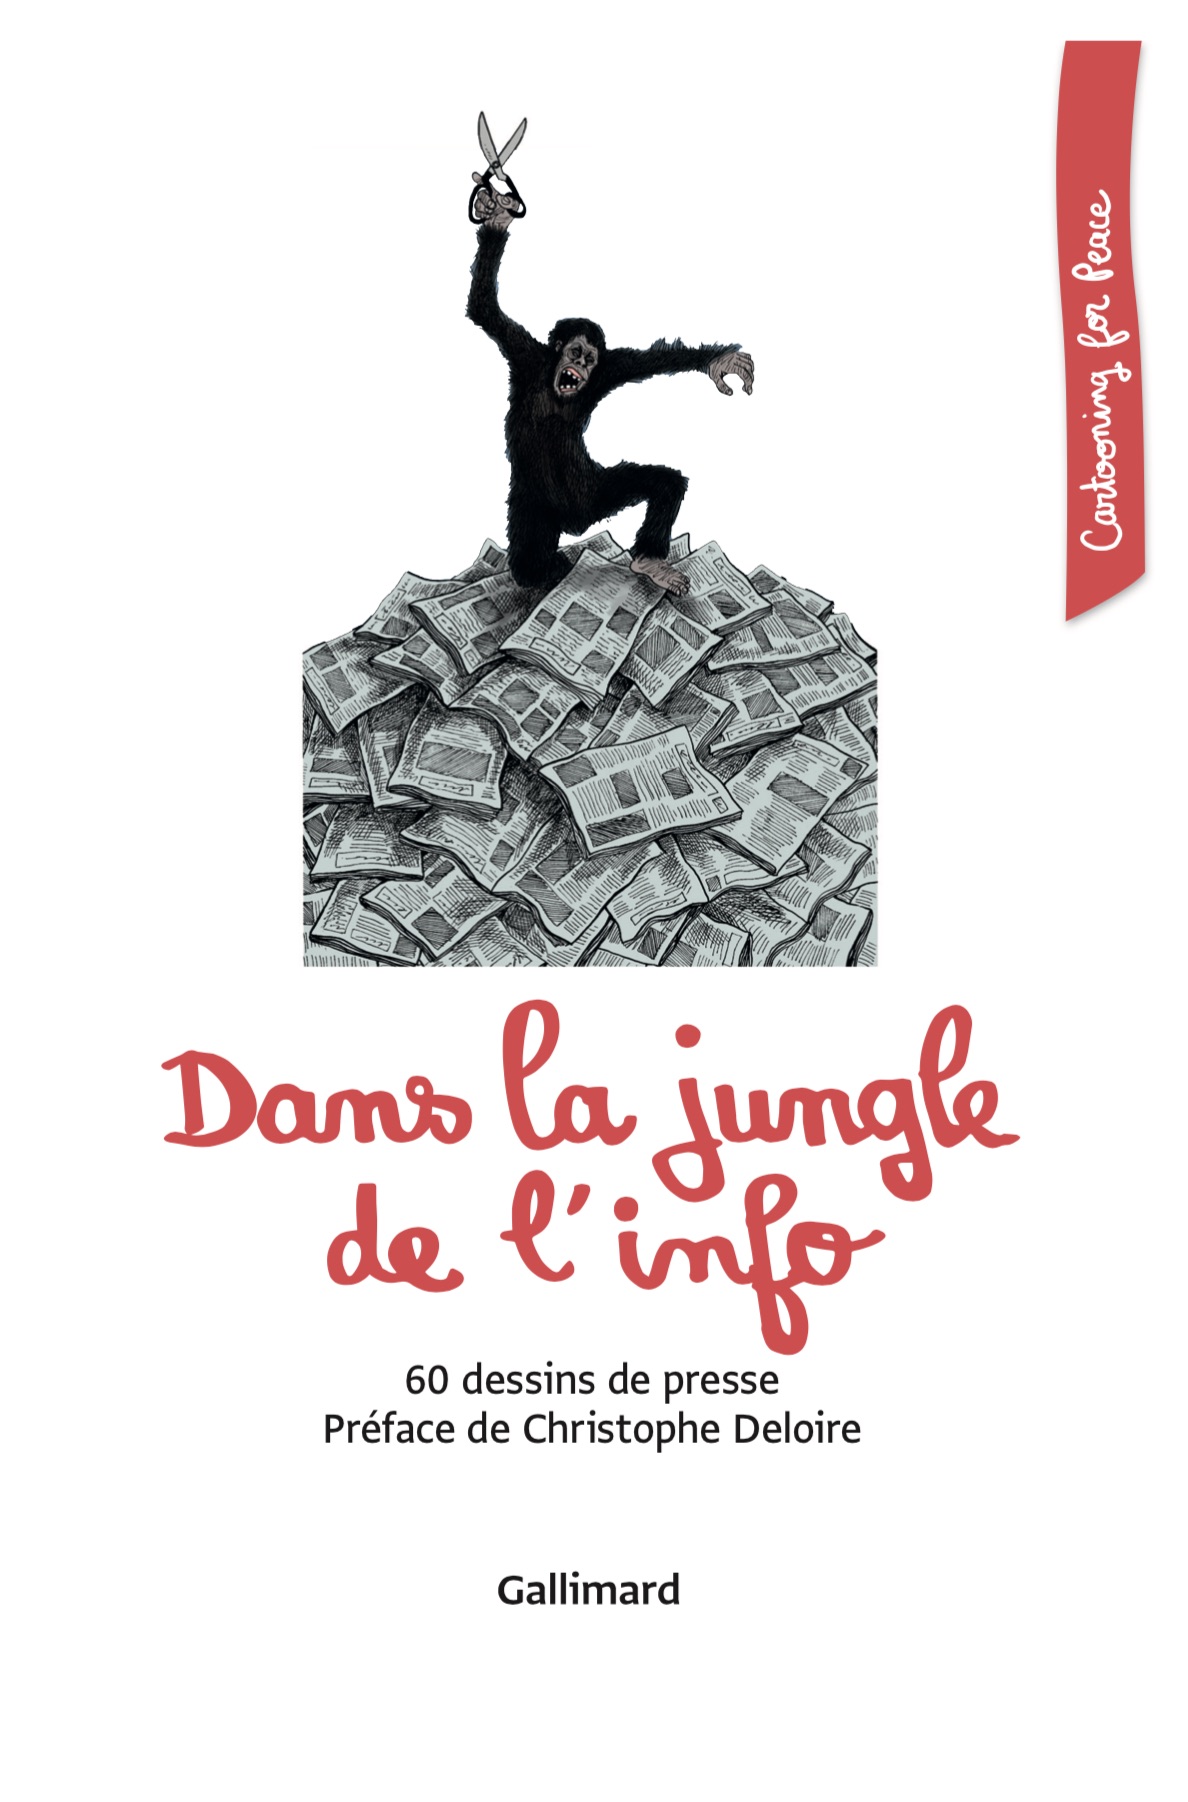 Cartooning for Peace
Dans la jungle
de l'info
60 dessins de presse
Préface de Christophe Deloire
Gallimard